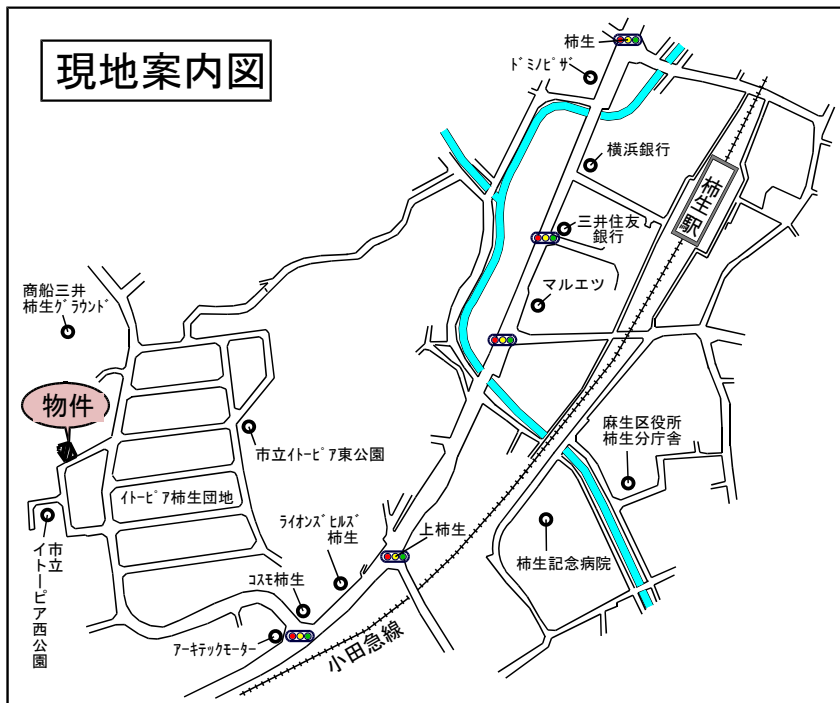 現地案内図
柿生
ﾄﾞﾐﾉﾋﾟｻﾞ
横浜銀行
柿生駅
三井住友
銀行
マルエツ
商船三井
柿生ｸﾞﾗｳﾝﾄﾞ
物件
市立ｲﾄｰﾋﾟｱ東公園
麻生区役所
柿生分庁舎
ｲﾄｰﾋﾟｱ柿生団地
市立
イトーピア西公園
ﾗｲｵﾝｽﾞﾋﾙｽﾞ
柿生
上柿生
柿生記念病院
ｺｽﾓ柿生
ｱｰｷﾃｯｸﾓｰﾀｰ
小田急線